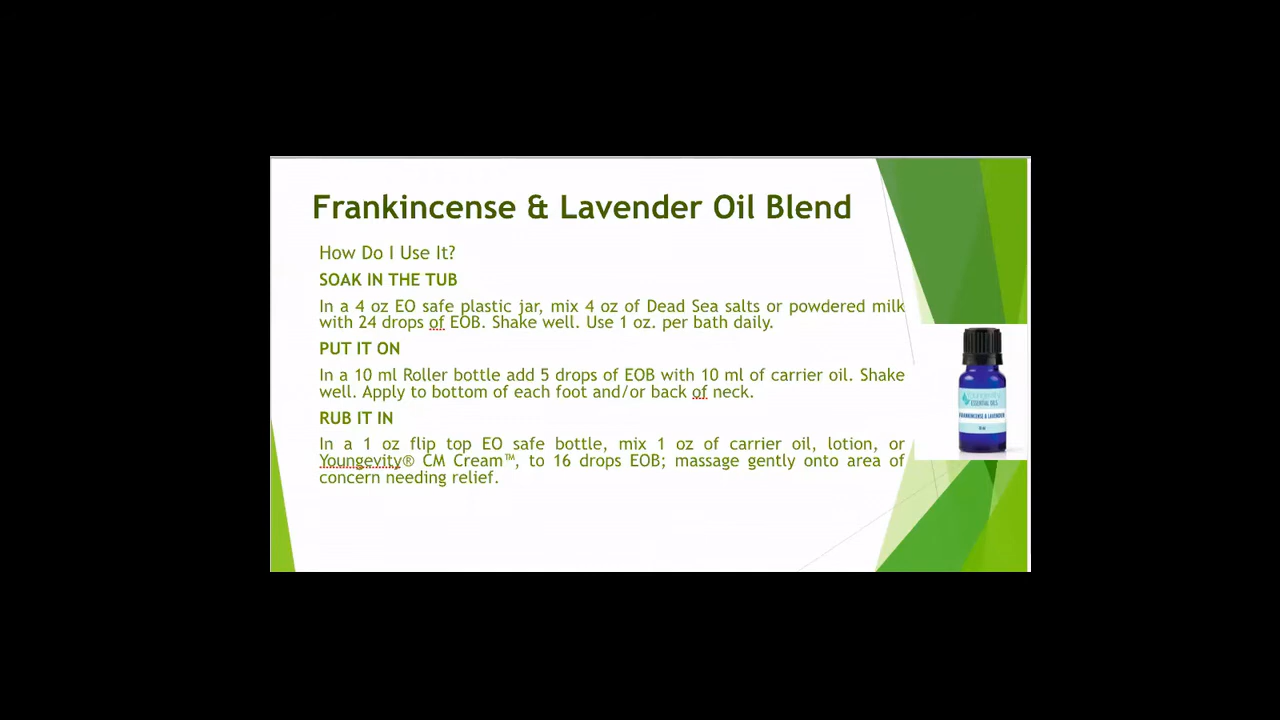 Frankincense & Lavender Oil Blend
How Do I Use It?
SOAK IN THE TUB
In a 4 oz EO safe plastic jar, mix 4 oz of Dead Sea salts or powdered milk
with 24 drops of EOB. Shake well. Use 1 oz. per bath daily.
PUT IT ON
In a 10 ml Roller bottle add 5 drops of EOB with 10 ml of carrier oil. Shake
well. Apply to bottom of each foot and/or back of neck.
RUB IT IN
In a 1 oz flip top EO safe bottle, mix 1 oz of carrier oil, lotion, or
Youngevity® CM Cream™, to 16 drops EOB; massage gently onto area of
concern needing relief.
Youngevity
ESSENTIAL OILS
FRANKINCENSE & LAVENDER